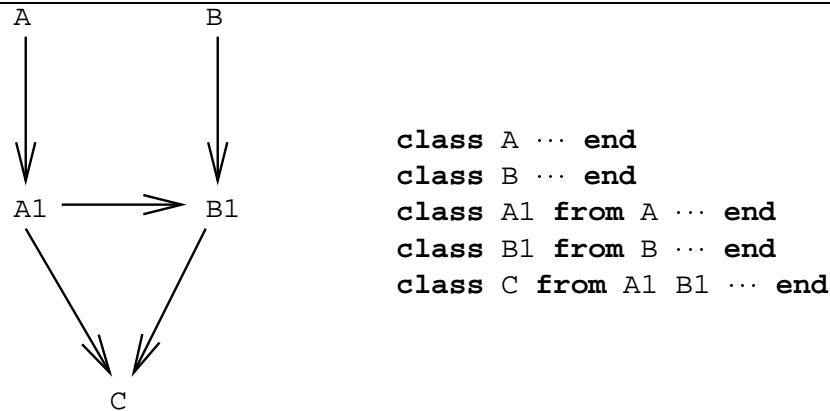 A B
A1 B1
C
class A ··· end
class B ··· end
class A1 from A ··· end
class B1 from B ··· end
class C from A1 B1 ··· end